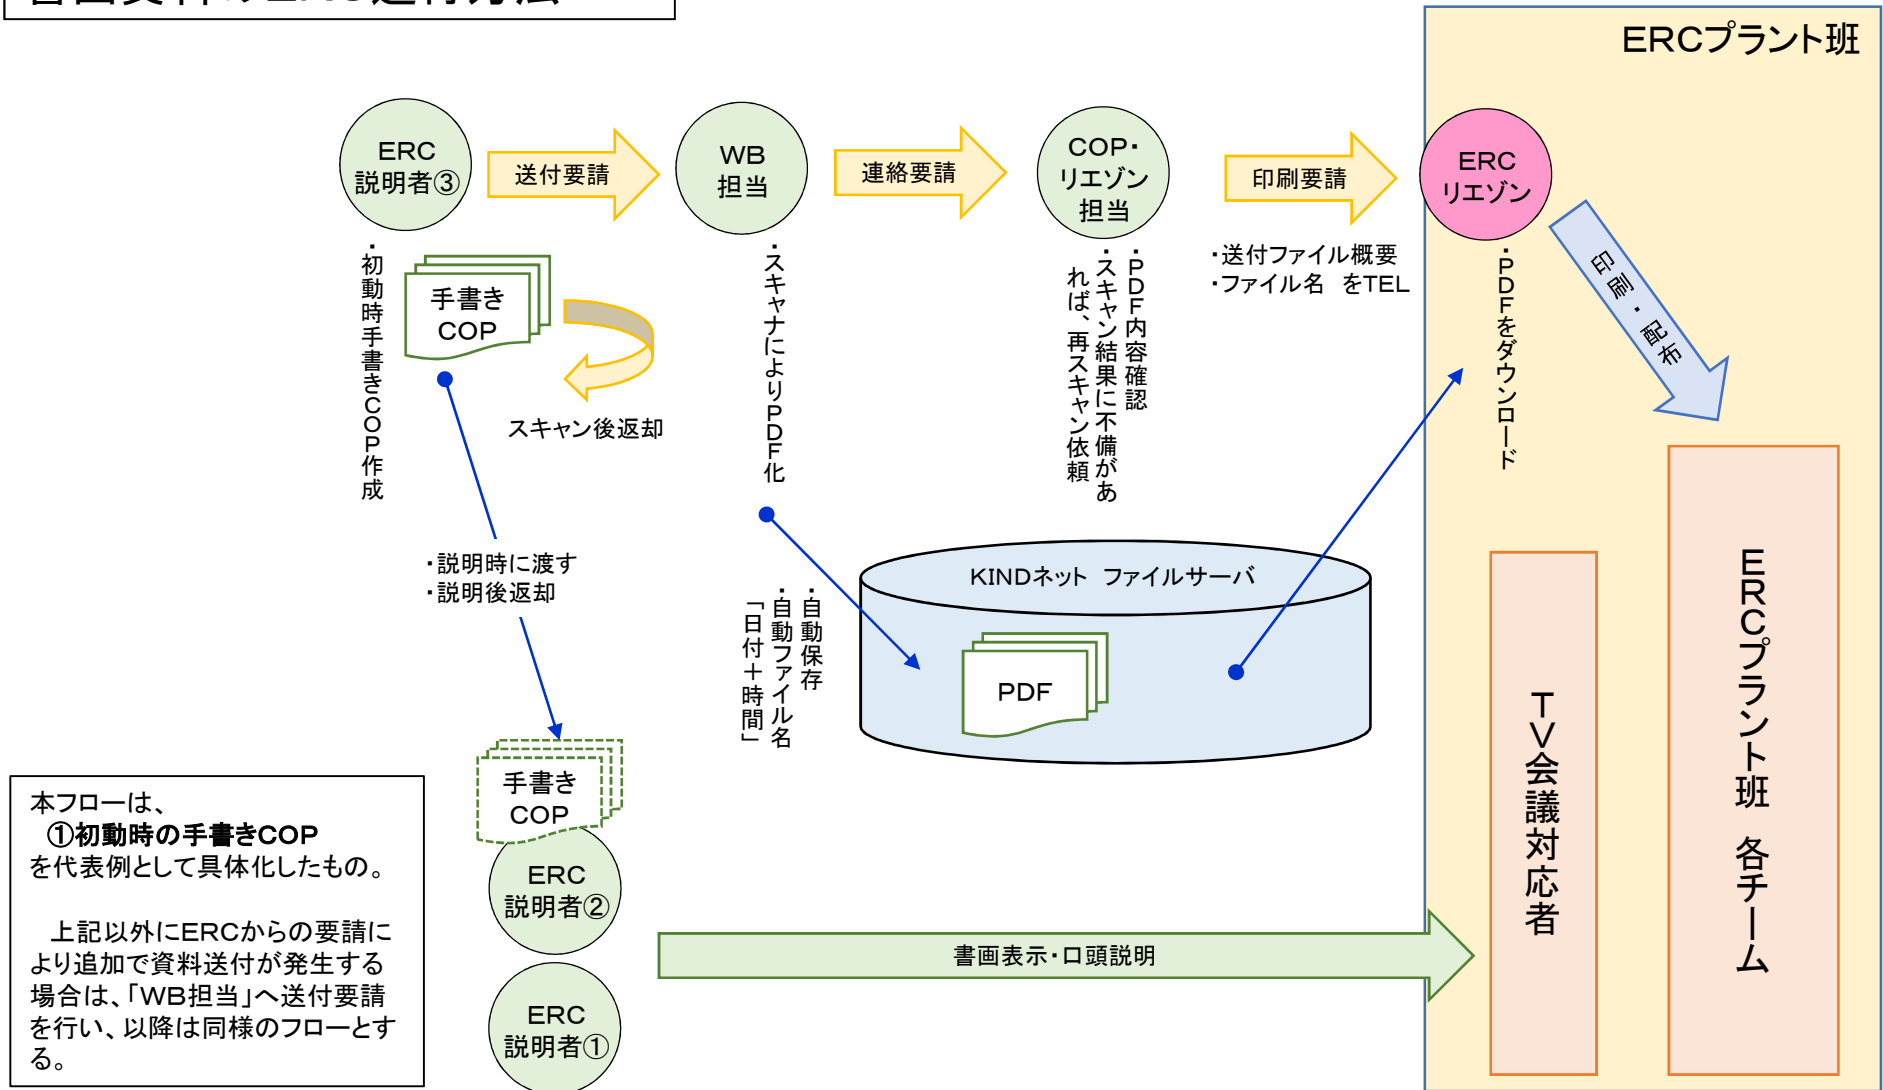 ERCプラント班
ERC
説明者③
送付要請
WB
担当
連絡要請
COP・
リエゾン
担当
印刷要請
ERC
リエゾン
・初動時手書きCOP作成
手書き
COP
スキャン後返却
・スキャナによりPDF化
・PDF内容確認
・スキャン結果に不備があ
れば、再スキャン依頼
・送付ファイル概要
・ファイル名　をTEL
・PDFをダウンロード
印刷・配布
・説明時に渡す
・説明後返却
・自動保存
・自動ファイル名
「日付＋時間」
KINDネット　ファイルサーバ
PDF
手書き
COP
ERC
説明者②
ERC
説明者①
書画表示・口頭説明
TV会議対応者
ERCプラント班　各チーム
本フローは、
①初動時の手書きCOP
を代表例として具体化したもの。
上記以外にERCからの要請に
より追加で資料送付が発生する
場合は、「WB担当」へ送付要請
を行い、以降は同様のフローとす
る。